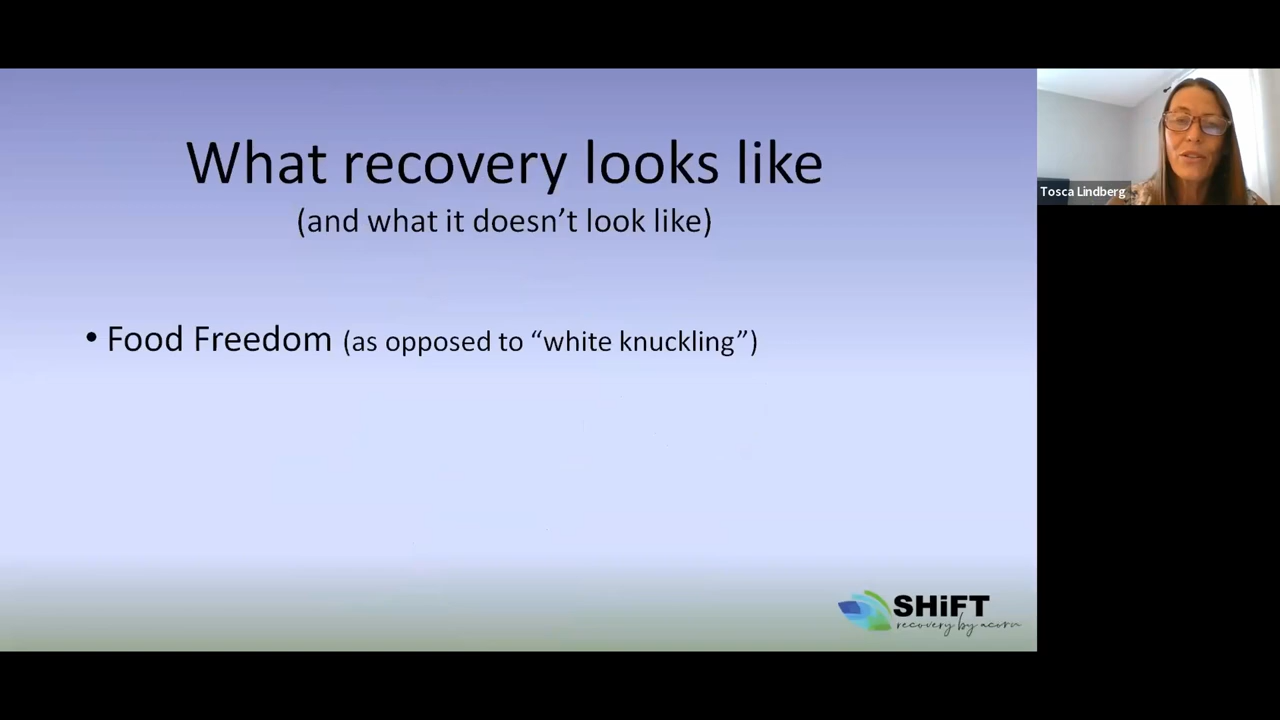 What recovery looks like
(and what it doesn’t look like)
• Food Freedom (as opposed to “white knuckling”)
Tosca Lindberg
SHiFT
recovery by acorn